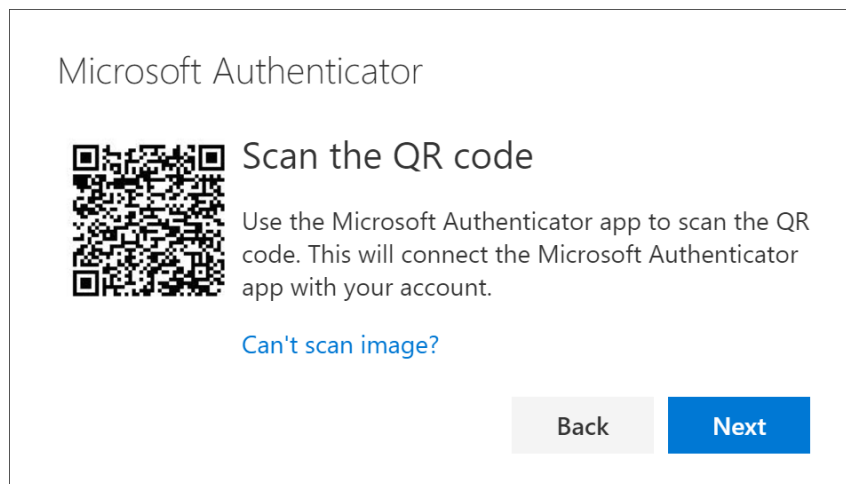 Microsoft Authenticator
Scan the QR code
Use the Microsoft Authenticator app to scan the QR
code. This will connect the Microsoft Authenticator
app with your account.
Can't scan image?
Back
Next